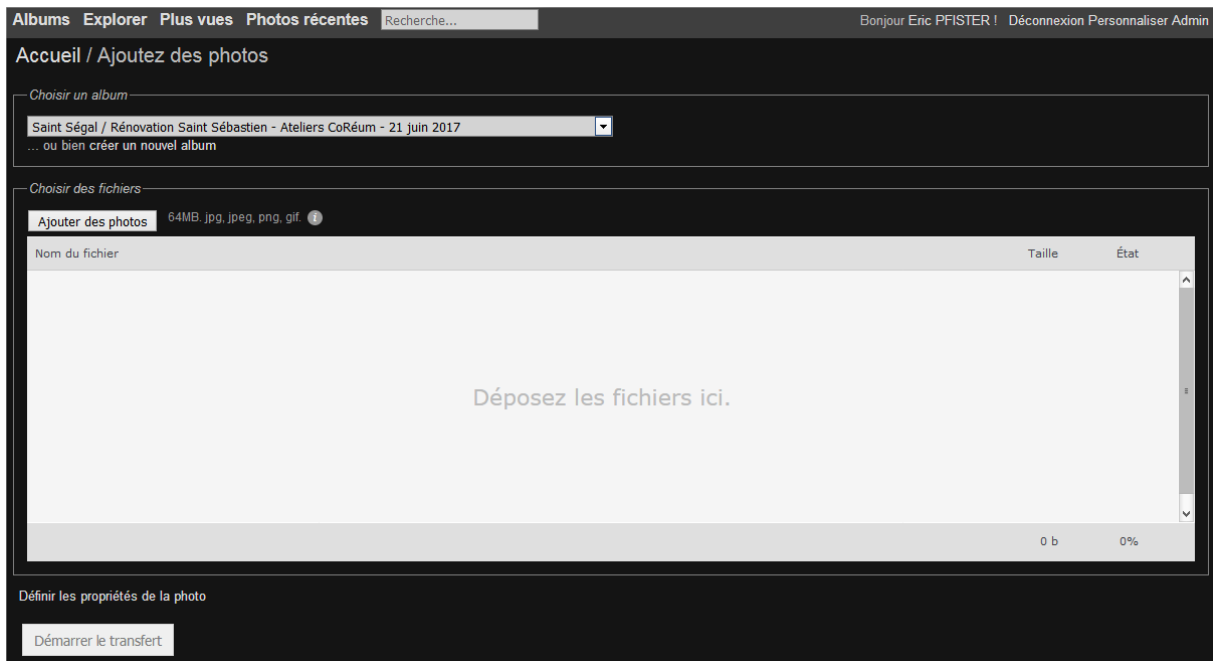 Albums Explorer Plus vues Photos récentes Recherche... Bonjour Eric PFISTER ! Déconnexion Personnaliser Admin
Accueil / Ajoutez des photos
Choisir un album
Saint Ségal / Rénovation Saint Sébastien - Ateliers CoRéum - 21 juin 2017
... ou bien créer un nouvel album
Choisir des fichiers
Ajouter des photos 64MB. jpg, jpeg, png, gif. i
Nom du fichier Taille État
Déposez les fichiers ici.
0 b 0%
Définir les propriétés de la photo
Démarrer le transfert